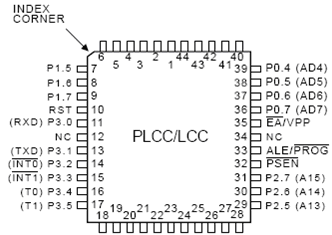 INDEX
CORNER
6 5 4 3 2 1 44 43 42 41 40
P1.5 7
P1.6 8
P1.7 9
RST 10
(RXD) P3.0 11
NC 12
(TXD) P3.1 13
(INT0) P3.2 14
(INT1) P3.3 15
(T0) P3.4 16
(T1) P3.5 17
PLCC/LCC
39 P0.4 (AD4)
38 P0.5 (AD5)
37 P0.6 (AD6)
36 P0.7 (AD7)
35 EA/VPP
34 NC
33 ALE/PROG
32 PSEN
31 P2.7 (A15)
30 P2.6 (A14)
29 P2.5 (A13)
18 19 20 21 22 23 24 25 26 27 28